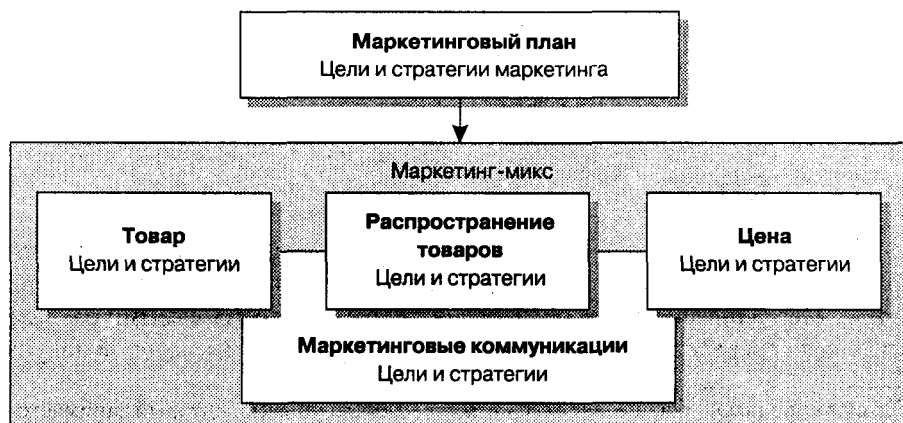 Маркетинговый план
Цели и стратегии маркетинга
Маркетинг-микс
Товар
Цели и стратегии
Распространение
товаров
Цели и стратегии
Цена
Цели и стратегии
Маркетинговые коммуникации
Цели и стратегии